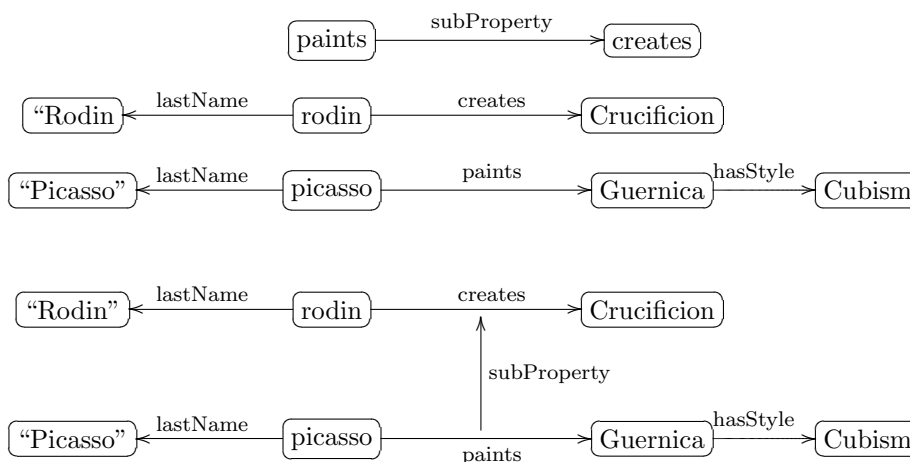 paints subProperty creates
“Rodin lastName rodin creates Crucificion
“Picasso” lastName picasso paints Guernica hasStyle Cubism
“Rodin” lastName rodin creates Crucificion
subProperty
“Picasso” lastName picasso paints Guernica hasStyle Cubism